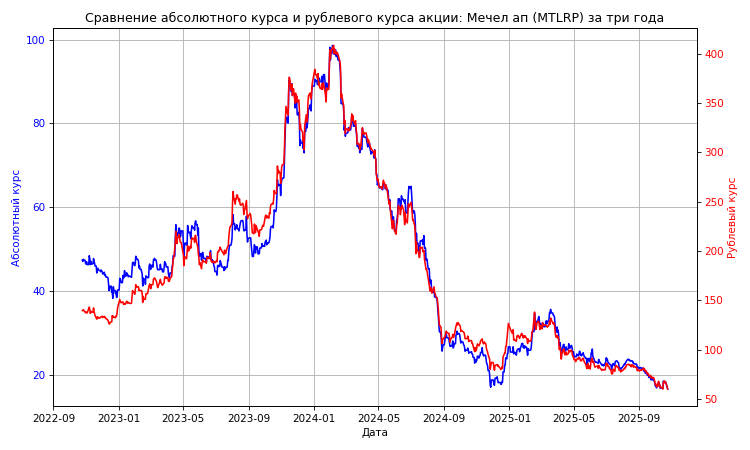 Сравнение абсолютного курса и рублевого курса акции: Мечел ап (MTLRP) за три года
100
80
60
40
20
Абсолютный курс
400
350
300
250
200
150
100
50
Рублевый курс
2022-09 2023-01 2023-05 2023-09 2024-01 2024-05 2024-09 2025-01 2025-05 2025-09
Дата